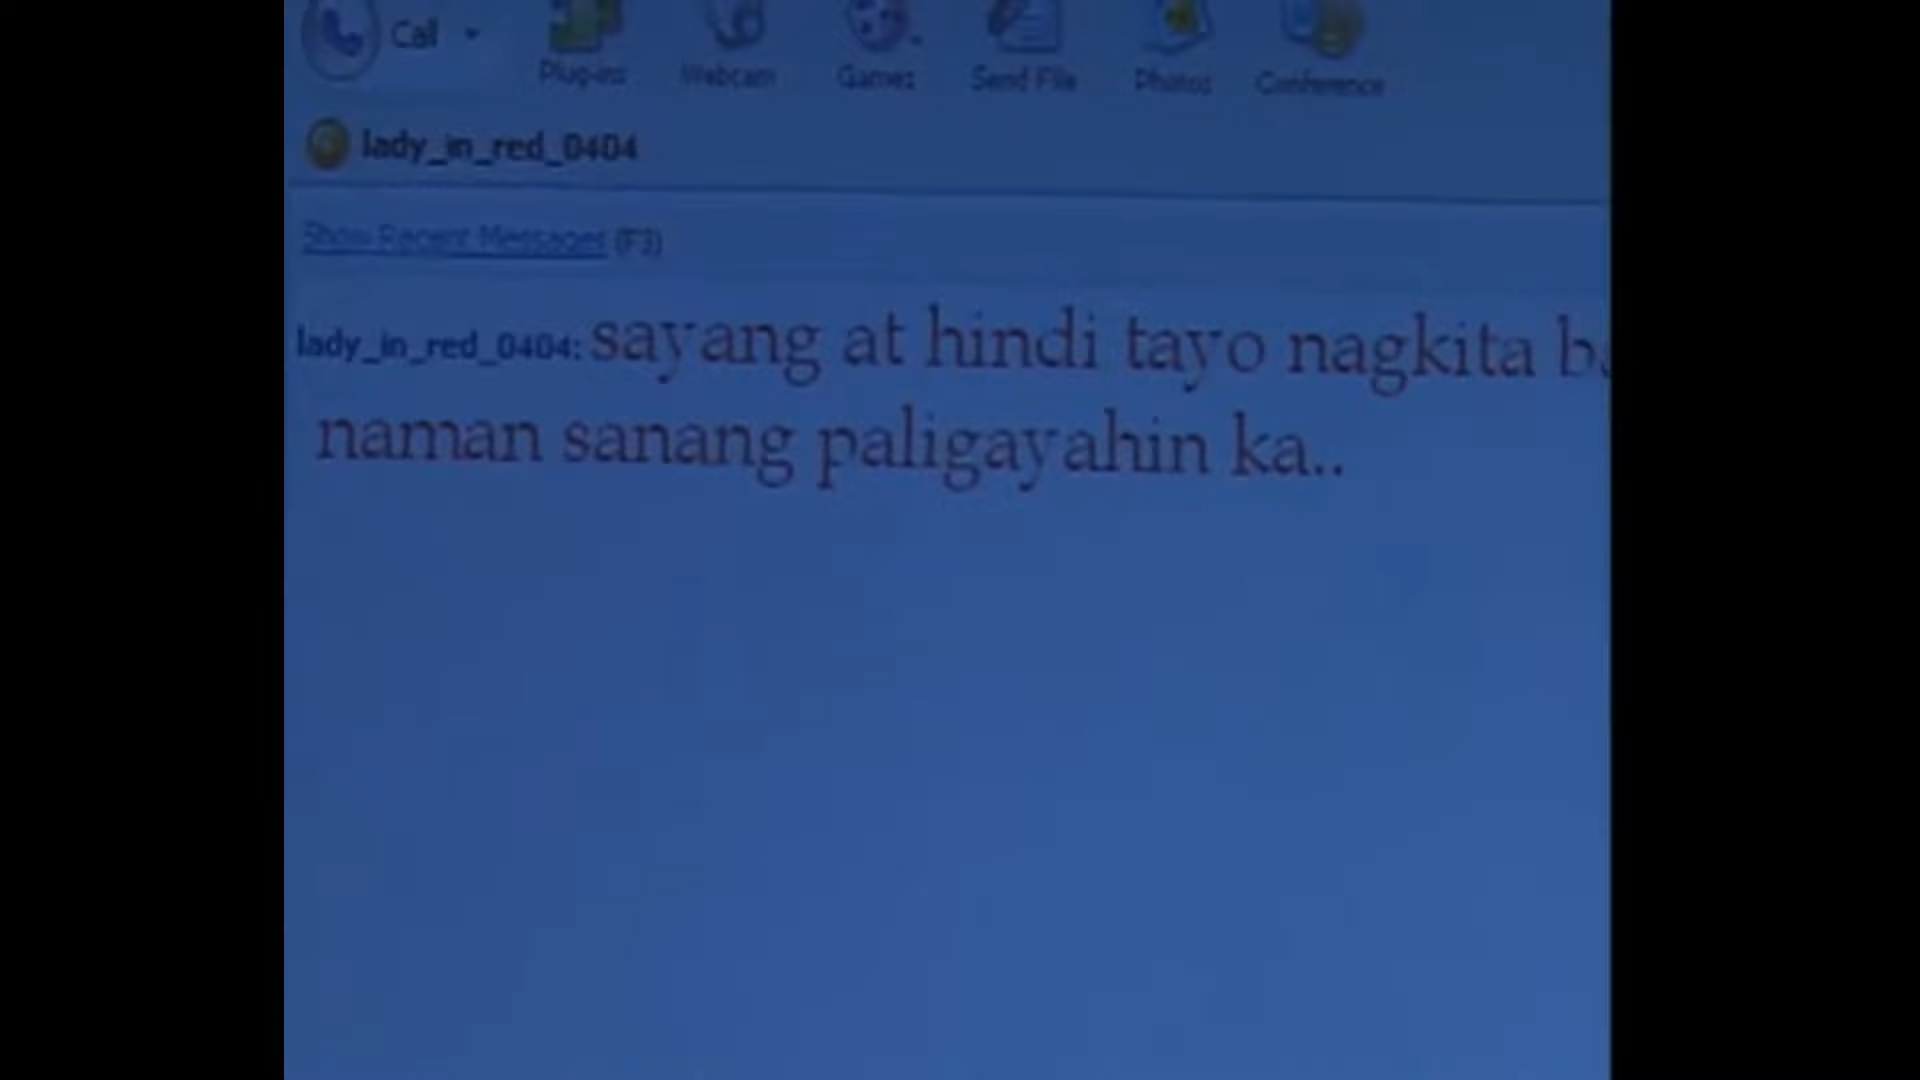 Call
Plug-ins Webcam Games Send File Photos Conference
lady_in_red_0404
Show Recent Messages (F3)
lady_in_red_0404: sayang at hindi tayo nagkita
naman sanang paligayahin ka..